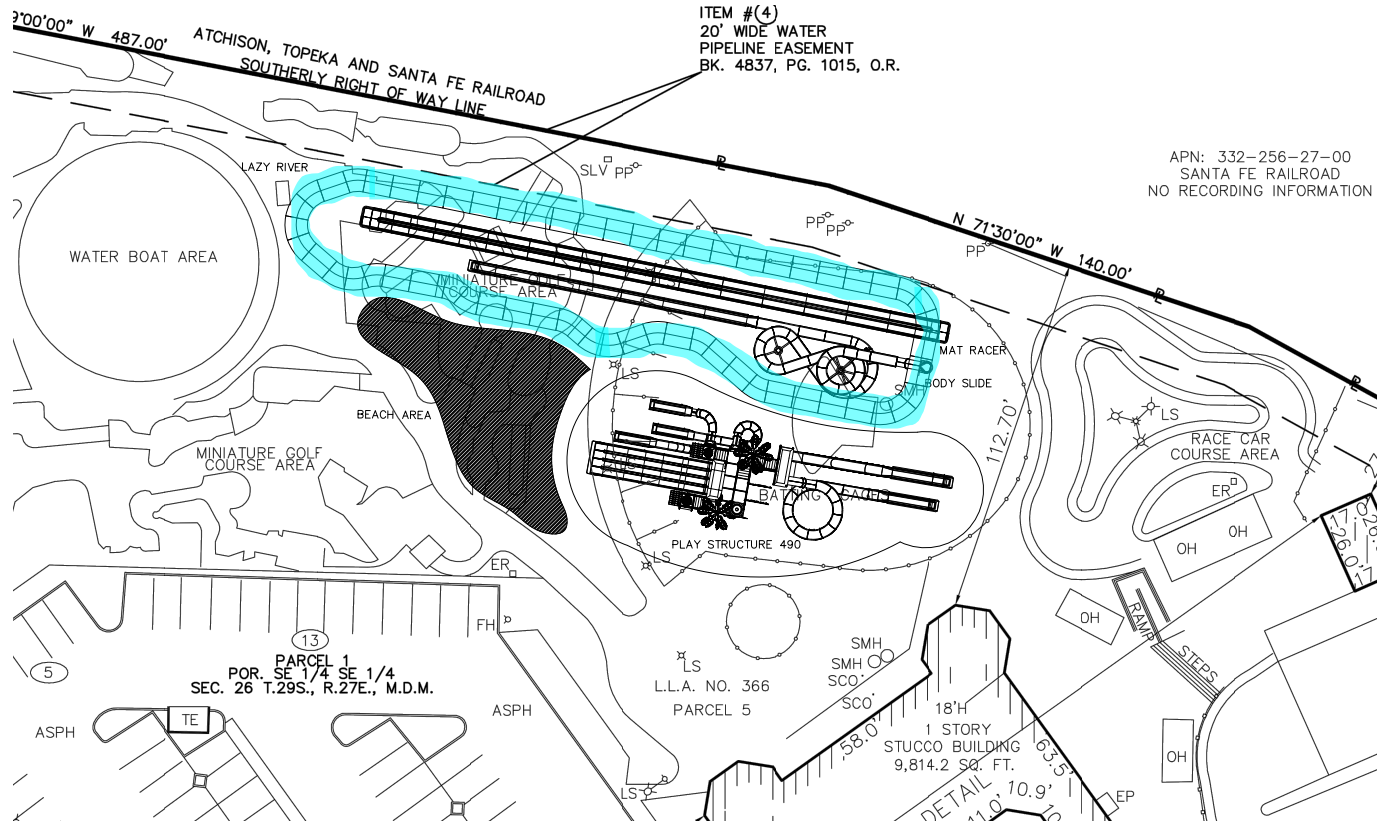 ITEM #(4)
20' WIDE WATER
PIPELINE EASEMENT
BK. 4837, PG. 1015, O.R.
9°00'00" W 487.00'
ATCHISON, TOPEKA AND SANTA FE RAILROAD
SOUTHERLY RIGHT OF WAY LINE
APN: 332-256-27-00
SANTA FE RAILROAD
NO RECORDING INFORMATION
LAZY RIVER
SLV
PP
PP
PP
PP
N 71°30'00" W 140.00'
WATER BOAT AREA
MINIATURE GOLF
COURSE AREA
LS
MAT RACER
BODY SLIDE
SMH
LS
BEACH AREA
112.70'
LS
RACE CAR
COURSE AREA
MINIATURE GOLF
COURSE AREA
LS
BATTING CAGES
ER
PLAY STRUCTURE 490
OH
OH
17.0'
26.0'
ER
LS
FH
OH
RAMP
STEPS
13
PARCEL 1
POR. SE 1/4 SE 1/4
SEC. 26 T.29S., R.27E., M.D.M.
5
LS
L.L.A. NO. 366
PARCEL 5
SMH
SMH
SCO
SCO
ASPH
TE
ASPH
58.0'
18'H
1 STORY
STUCCO BUILDING
9,814.2 SQ. FT.
63.5'
OH
LS
DETAIL
11.0'
10.9'
EP